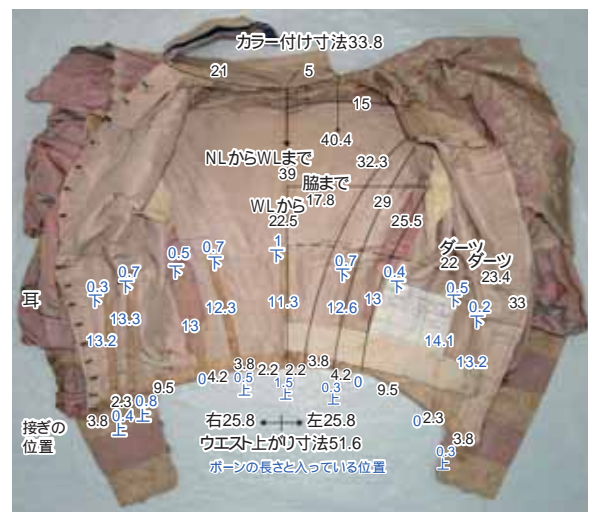 カラー付け寸法33.8
21
5
15
40.4
NLからWLまで
39
32.3
脇まで
17.8
29
WLから
22.5
25.5
1
下
ダーツ
22
ダーツ
23.4
0.5
下
0.7
下
0.7
下
0.4
下
0.3
下
0.7
下
0.5
下
0.2
下
33
耳
13.3
12.3
11.3
12.6
13
13.2
13
14.1
13.2
3.8
2.2
2.2
3.8
0
4.2
0.5
上
1.5
上
0.3
上
4.2
0
9.5
9.5
2.3
0.8
上
3.8
0.4
上
0
2.3
3.8
0.3
上
接ぎの
位置
右25.8
左25.8
ウエスト上がり寸法51.6
ボーンの長さと入っている位置